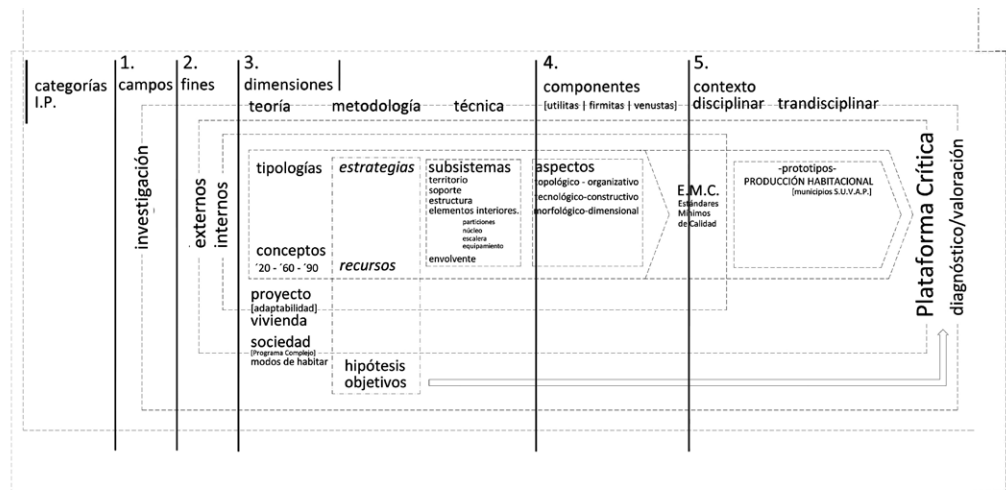 categorías
I.P.
1.
campos
2.
fines
3.
dimensiones
teoría
metodología
técnica
4.
componentes
[utilitas | firmitas | venustas]
5.
contexto
disciplinar
trandisciplinar
investigación
externos
internos
tipologías
conceptos
´20 - ´60 - ´90
proyecto
[adaptabilidad]
vivienda
sociedad
[Programa Complejo]
modos de habitar
estrategias
recursos
hipótesis
objetivos
subsistemas
territorio
soporte
estructura
elementos interiores.
particiones
núcleo
escalera
equipamiento
envolvente
aspectos
topológico - organizativo
tecnológico-constructivo
morfológico-dimensional
E.M.C.
Estándares
Mínimos
de Calidad
-prototipos-
PRODUCCIÓN HABITACIONAL
[municipios S.U.V.A.P.]
Plataforma Crítica
diagnóstico/valoración